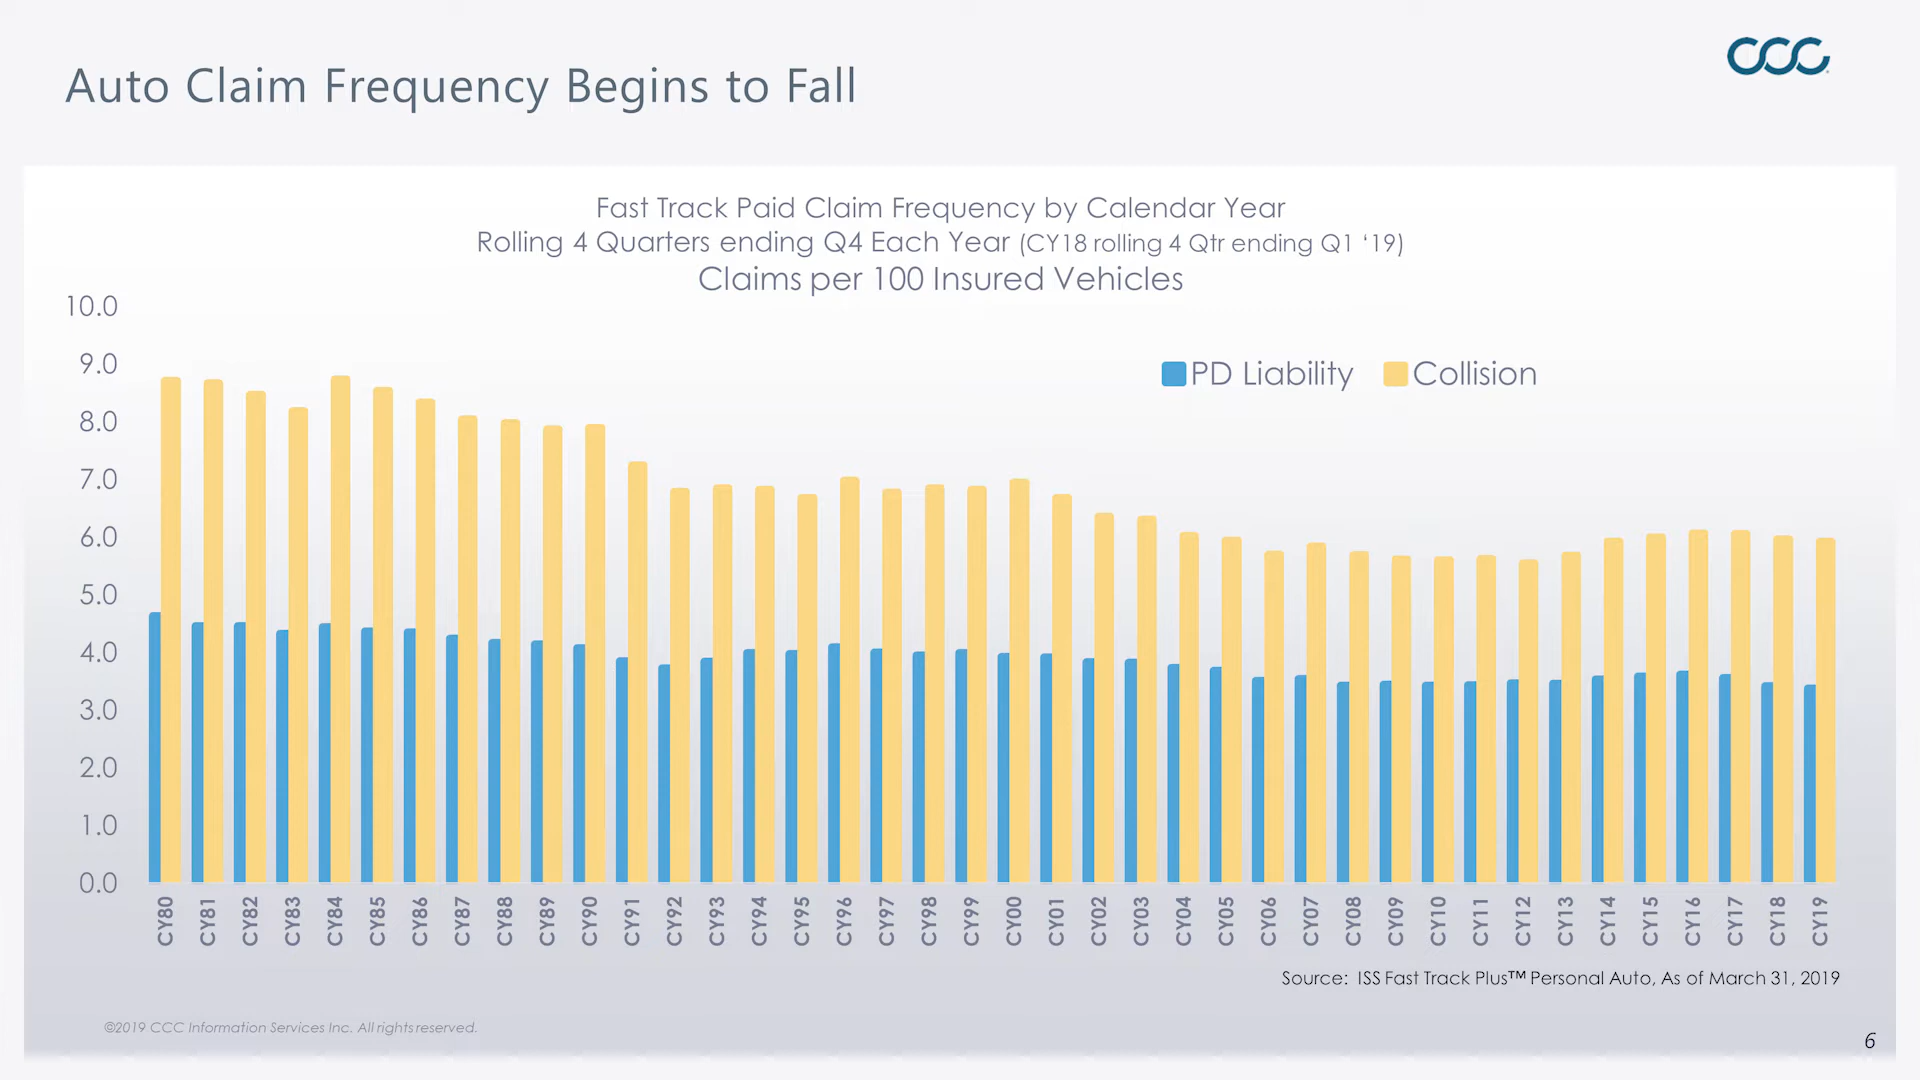 CCC
Auto Claim Frequency Begins to Fall
Fast Track Paid Claim Frequency by Calendar Year
Rolling 4 Quarters ending Q4 Each Year (CY18 rolling 4 Qtr ending Q1 ‘19)
Claims per 100 Insured Vehicles
PD Liability
Collision
10.0
9.0
8.0
7.0
6.0
5.0
4.0
3.0
2.0
1.0
0.0
CY80
CY81
CY82
CY83
CY84
CY85
CY86
CY87
CY88
CY89
CY90
CY91
CY92
CY93
CY94
CY95
CY96
CY97
CY98
CY99
CY00
CY01
CY02
CY03
CY04
CY05
CY06
CY07
CY08
CY09
CY10
CY11
CY12
CY13
CY14
CY15
CY16
CY17
CY18
CY19
Source: ISS Fast Track Plus™ Personal Auto, As of March 31, 2019
©2019 CCC Information Services Inc. All rights reserved.
6